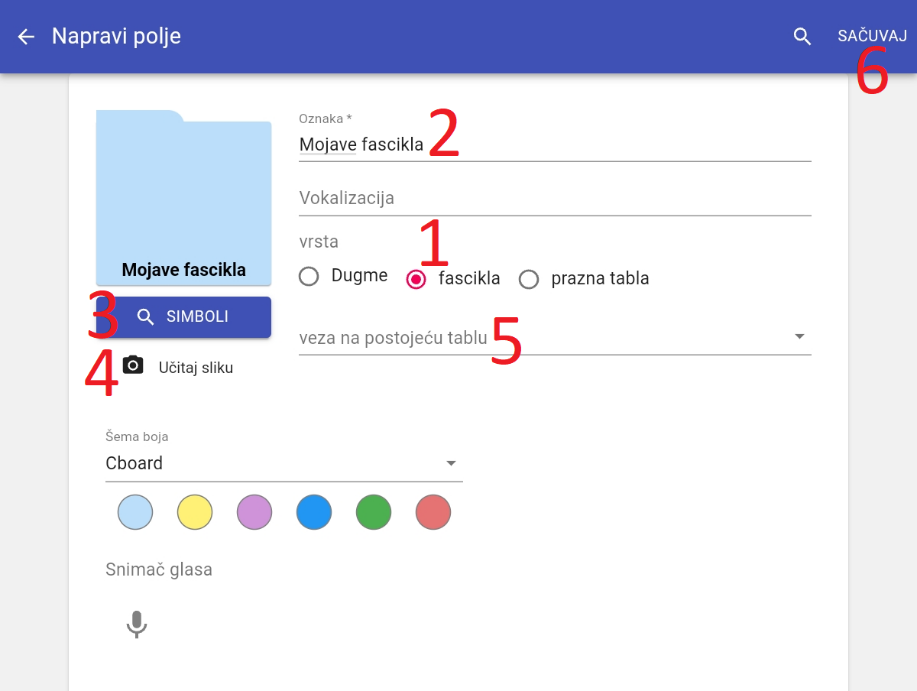 Napravi polje
SAČUVAJ
6
Oznaka *
Mojave fascikla 2
Vokalizacija
1
vrsta
Dugme fascikla prazna tabla
Mojave fascikla
3 SIMBOLI
veza na postojeću tablu 5
4 Učitaj sliku
Šema boja
Cboard
Snimač glasa